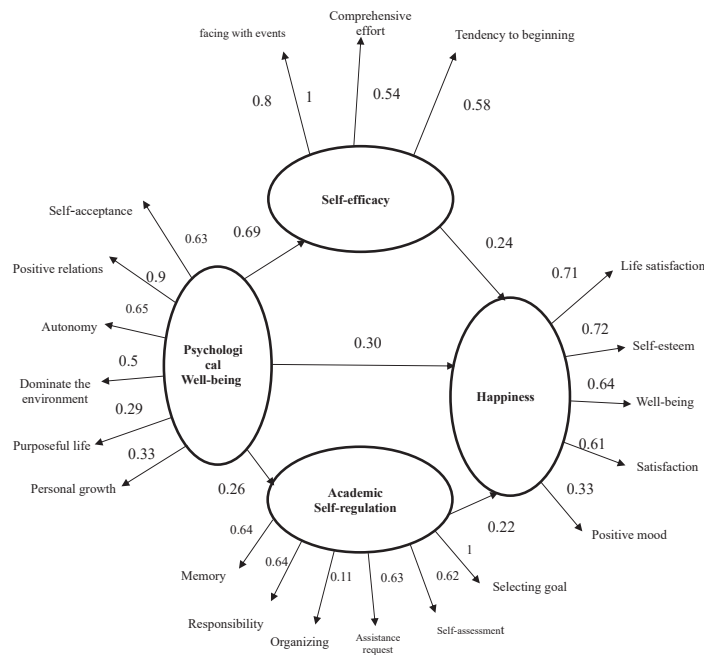 Comprehensive
effort
facing with events
Tendency to beginning
0.8
1
0.54
0.58
Self-efficacy
Self-acceptance
0.63
0.69
0.24
Positive relations
0.9
0.71
Life satisfaction
Autonomy
0.65
0.72
Self-esteem
Psychologi
cal
Well-being
0.30
Dominate the
environment
0.5
Happiness
0.64
Well-being
Purposeful life
0.29
0.61
Satisfaction
Personal growth
0.33
0.26
Academic
Self-regulation
0.33
Positive mood
0.22
0.64
0.64
0.11
0.63
0.62
1
Memory
Selecting goal
Responsibility
Organizing
Assistance
request
Self-assessment